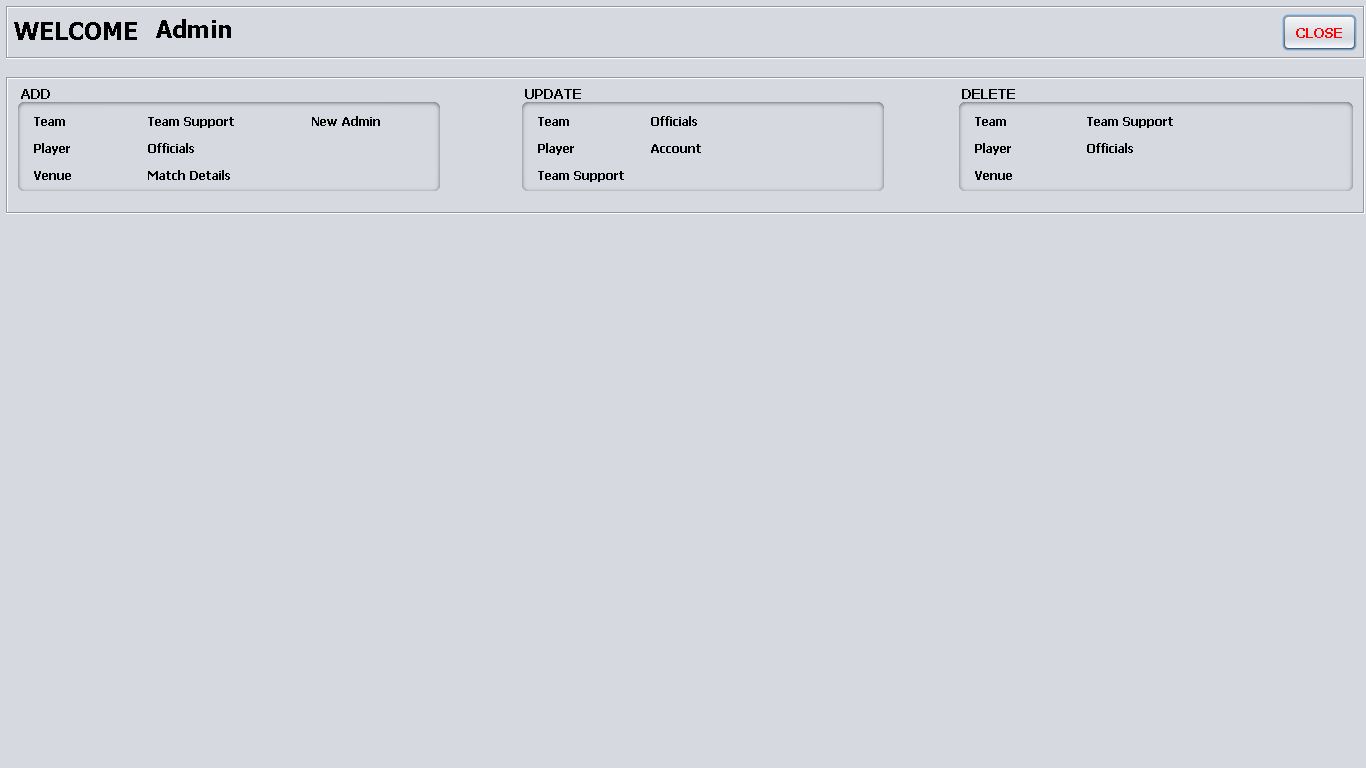 WELCOME Admin
CLOSE
ADD
Team Team Support New Admin
Player Officials
Venue Match Details
UPDATE
Team Officials
Player Account
Team Support
DELETE
Team Team Support
Player Officials
Venue